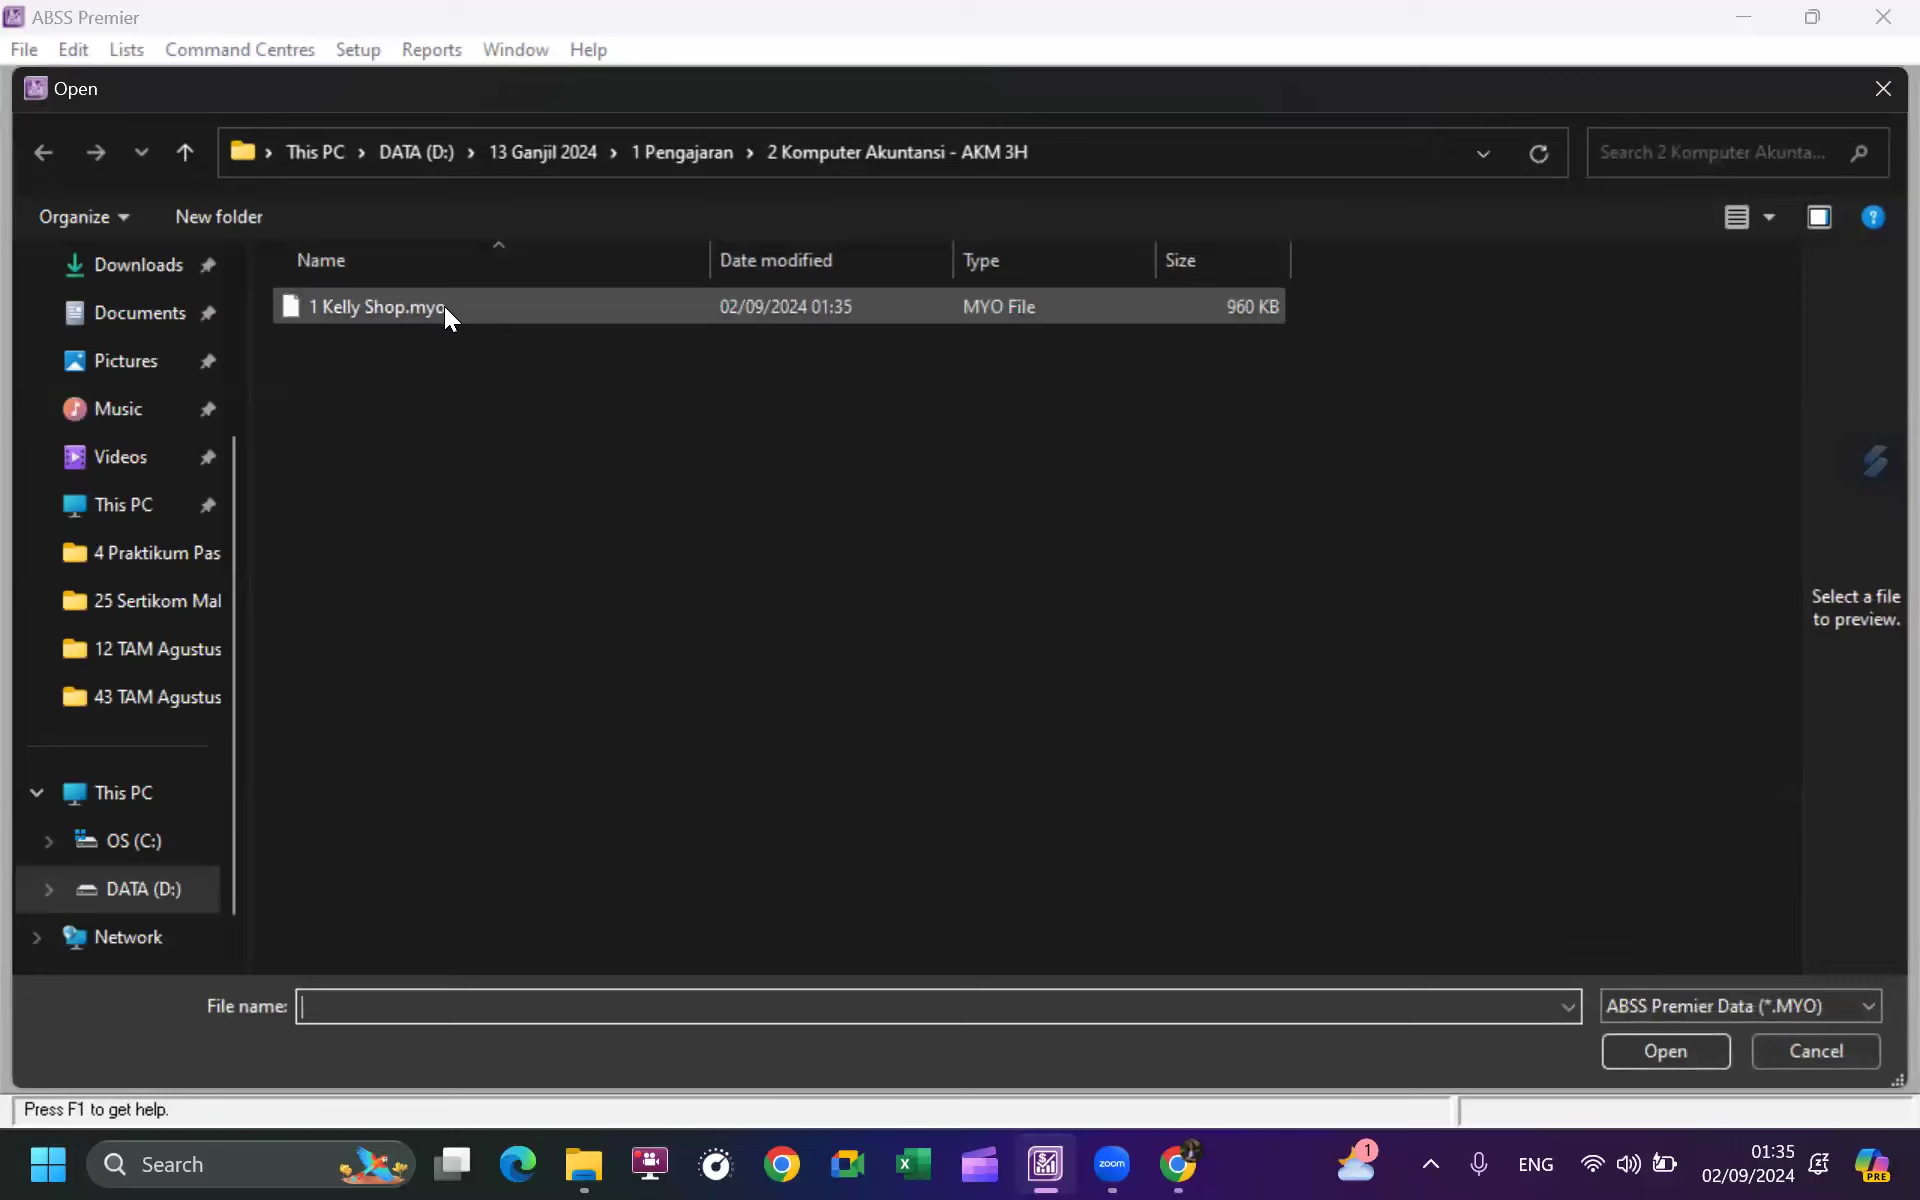 ABSS Premier
File Edit Lists Command Centres Setup Reports Window Help
Open
This PC > DATA (D:) > 13 Ganjil 2024 > 1 Pengajaran > 2 Komputer Akuntansi - AKM 3H
Search 2 Komputer Akunta...
Organize New folder
Name Date modified Type Size
1 Kelly Shop.myo 02/09/2024 01:35 MYO File 960 KB
Downloads
Documents
Pictures
Music
Videos
This PC
4 Praktikum Pas
25 Sertikom Mal
12 TAM Agustus
43 TAM Agustus
This PC
OS (C:)
DATA (D:)
Network
Select a file
to preview.
File name: ABSS Premier Data (*.MYO)
Open Cancel
Press F1 to get help.
Search
zoom
1
ENG
01:35
02/09/2024
PRE